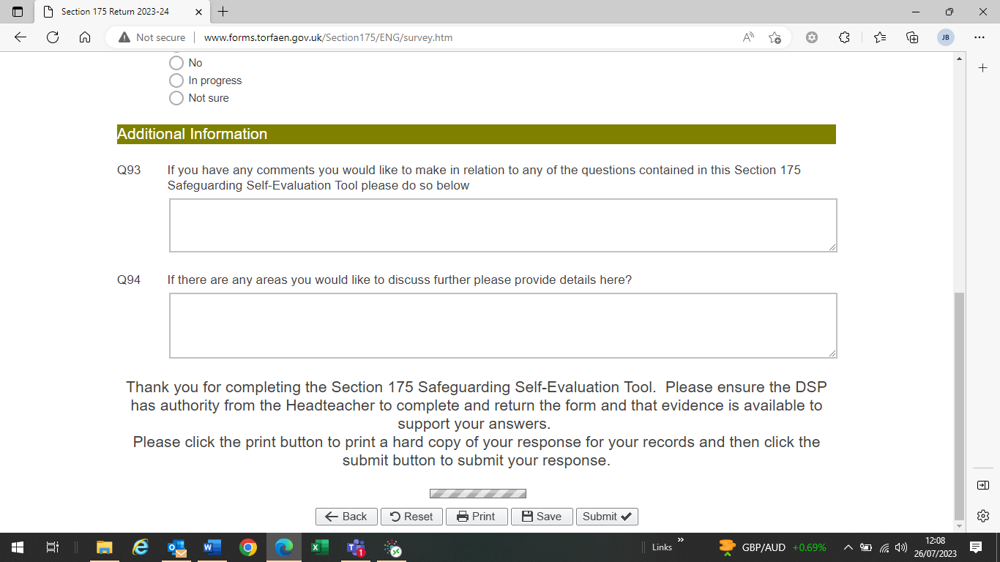 Section 175 Return 2023-24
Not secure www.forms.torfaen.gov.uk/Section175/ENG/survey.htm
JB
No
In progress
Not sure
Additional Information
Q93 If you have any comments you would like to make in relation to any of the questions contained in this Section 175
Safeguarding Self-Evaluation Tool please do so below
Q94 If there are any areas you would like to discuss further please provide details here?
Thank you for completing the Section 175 Safeguarding Self-Evaluation Tool.  Please ensure the DSP
has authority from the Headteacher to complete and return the form and that evidence is available to
support your answers.
Please click the print button to print a hard copy of your response for your records and then click the
submit button to submit your response.
Back Reset Print Save Submit
Links » GBP/AUD +0.69% 12:08
26/07/2023